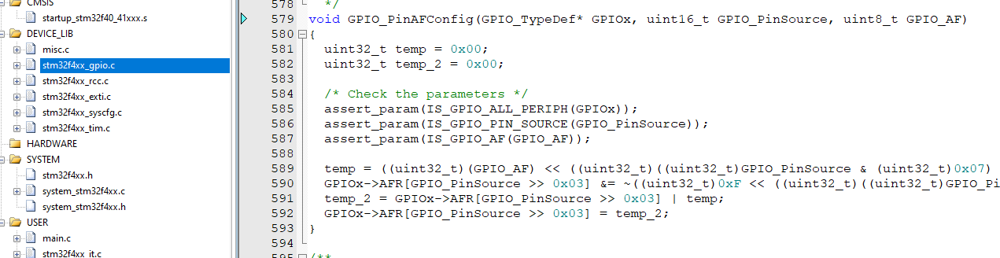 CMSIS
startup_stm32f40_41xxx.s
DEVICE_LIB
misc.c
stm32f4xx_gpio.c
stm32f4xx_rcc.c
stm32f4xx_exti.c
stm32f4xx_syscfg.c
stm32f4xx_tim.c
HARDWARE
SYSTEM
stm32f4xx.h
system_stm32f4xx.c
system_stm32f4xx.h
USER
main.c
stm32f4xx_it.c
578 */
579 void GPIO_PinAFConfig(GPIO_TypeDef* GPIOx, uint16_t GPIO_PinSource, uint8_t GPIO_AF)
580 {
581 uint32_t temp = 0x00;
582 uint32_t temp_2 = 0x00;
583
584 /* Check the parameters */
585 assert_param(IS_GPIO_ALL_PERIPH(GPIOx));
586 assert_param(IS_GPIO_PIN_SOURCE(GPIO_PinSource));
587 assert_param(IS_GPIO_AF(GPIO_AF));
588
589 temp = ((uint32_t)(GPIO_AF) << ((uint32_t)((uint32_t)GPIO_PinSource & (uint32_t)0x07)
590 GPIOx->AFR[GPIO_PinSource >> 0x03] &= ~((uint32_t)0xF << ((uint32_t)((uint32_t)GPIO_Pi
591 temp_2 = GPIOx->AFR[GPIO_PinSource >> 0x03] | temp;
592 GPIOx->AFR[GPIO_PinSource >> 0x03] = temp_2;
593 }
594
595 /**